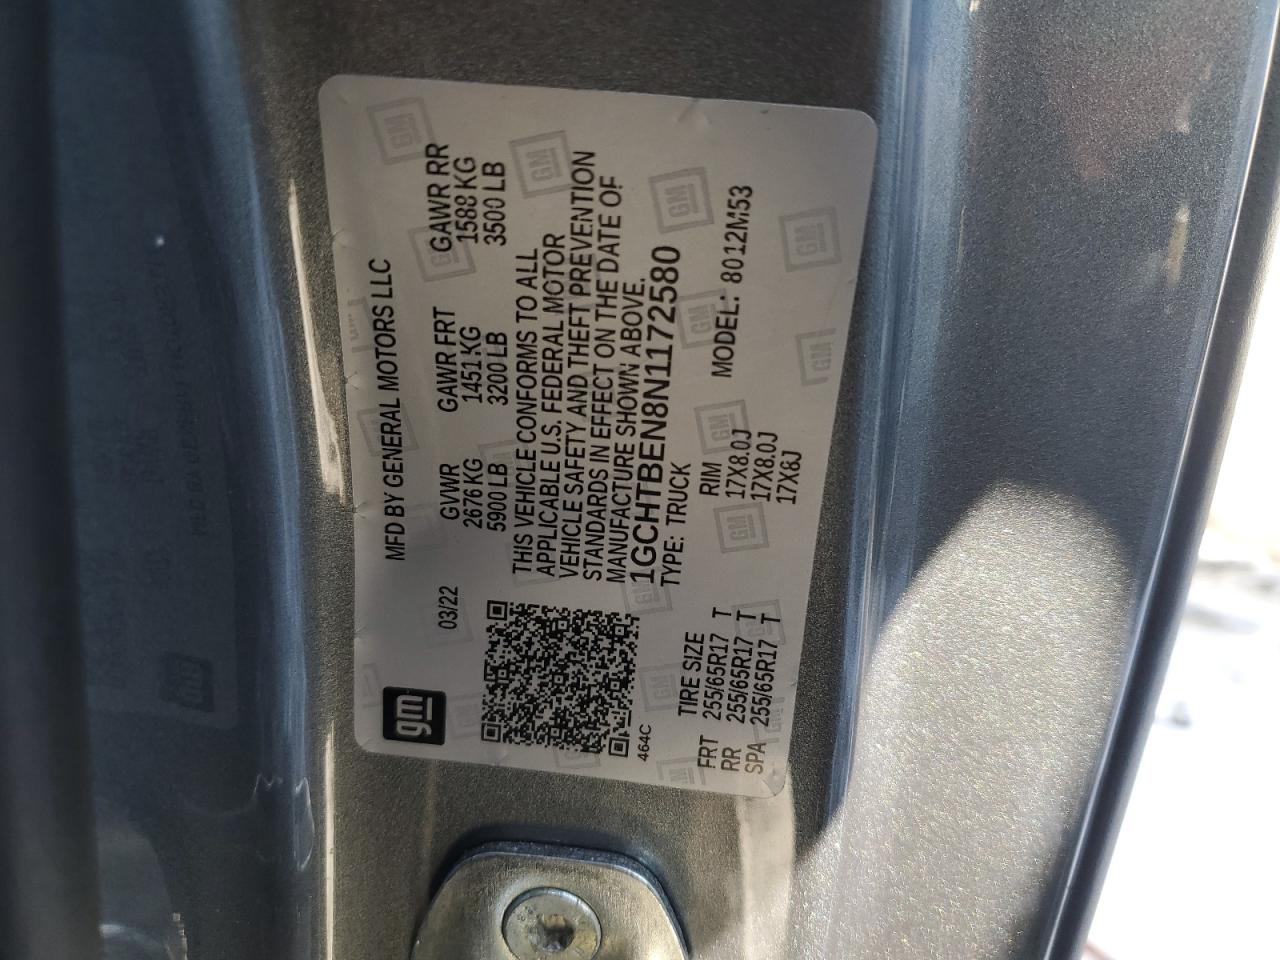 gm
MFD BY GENERAL MOTORS LLC
03/22 GVWR GAWR FRT GAWR RR
2676 KG 1451 KG 1588 KG
5900 LB 3200 LB 3500 LB
THIS VEHICLE CONFORMS TO ALL
APPLICABLE U.S. FEDERAL MOTOR
VEHICLE SAFETY AND THEFT PREVENTION
STANDARDS IN EFFECT ON THE DATE OF
MANUFACTURE SHOWN ABOVE.
1GCHTBEN8N1172580
464C
TYPE: TRUCK MODEL: 8012M53
TIRE SIZE RIM
FRT 255/65R17 T 17X8.0J
RR 255/65R17 T 17X8.0J
SPA 255/65R17 T 17X8J